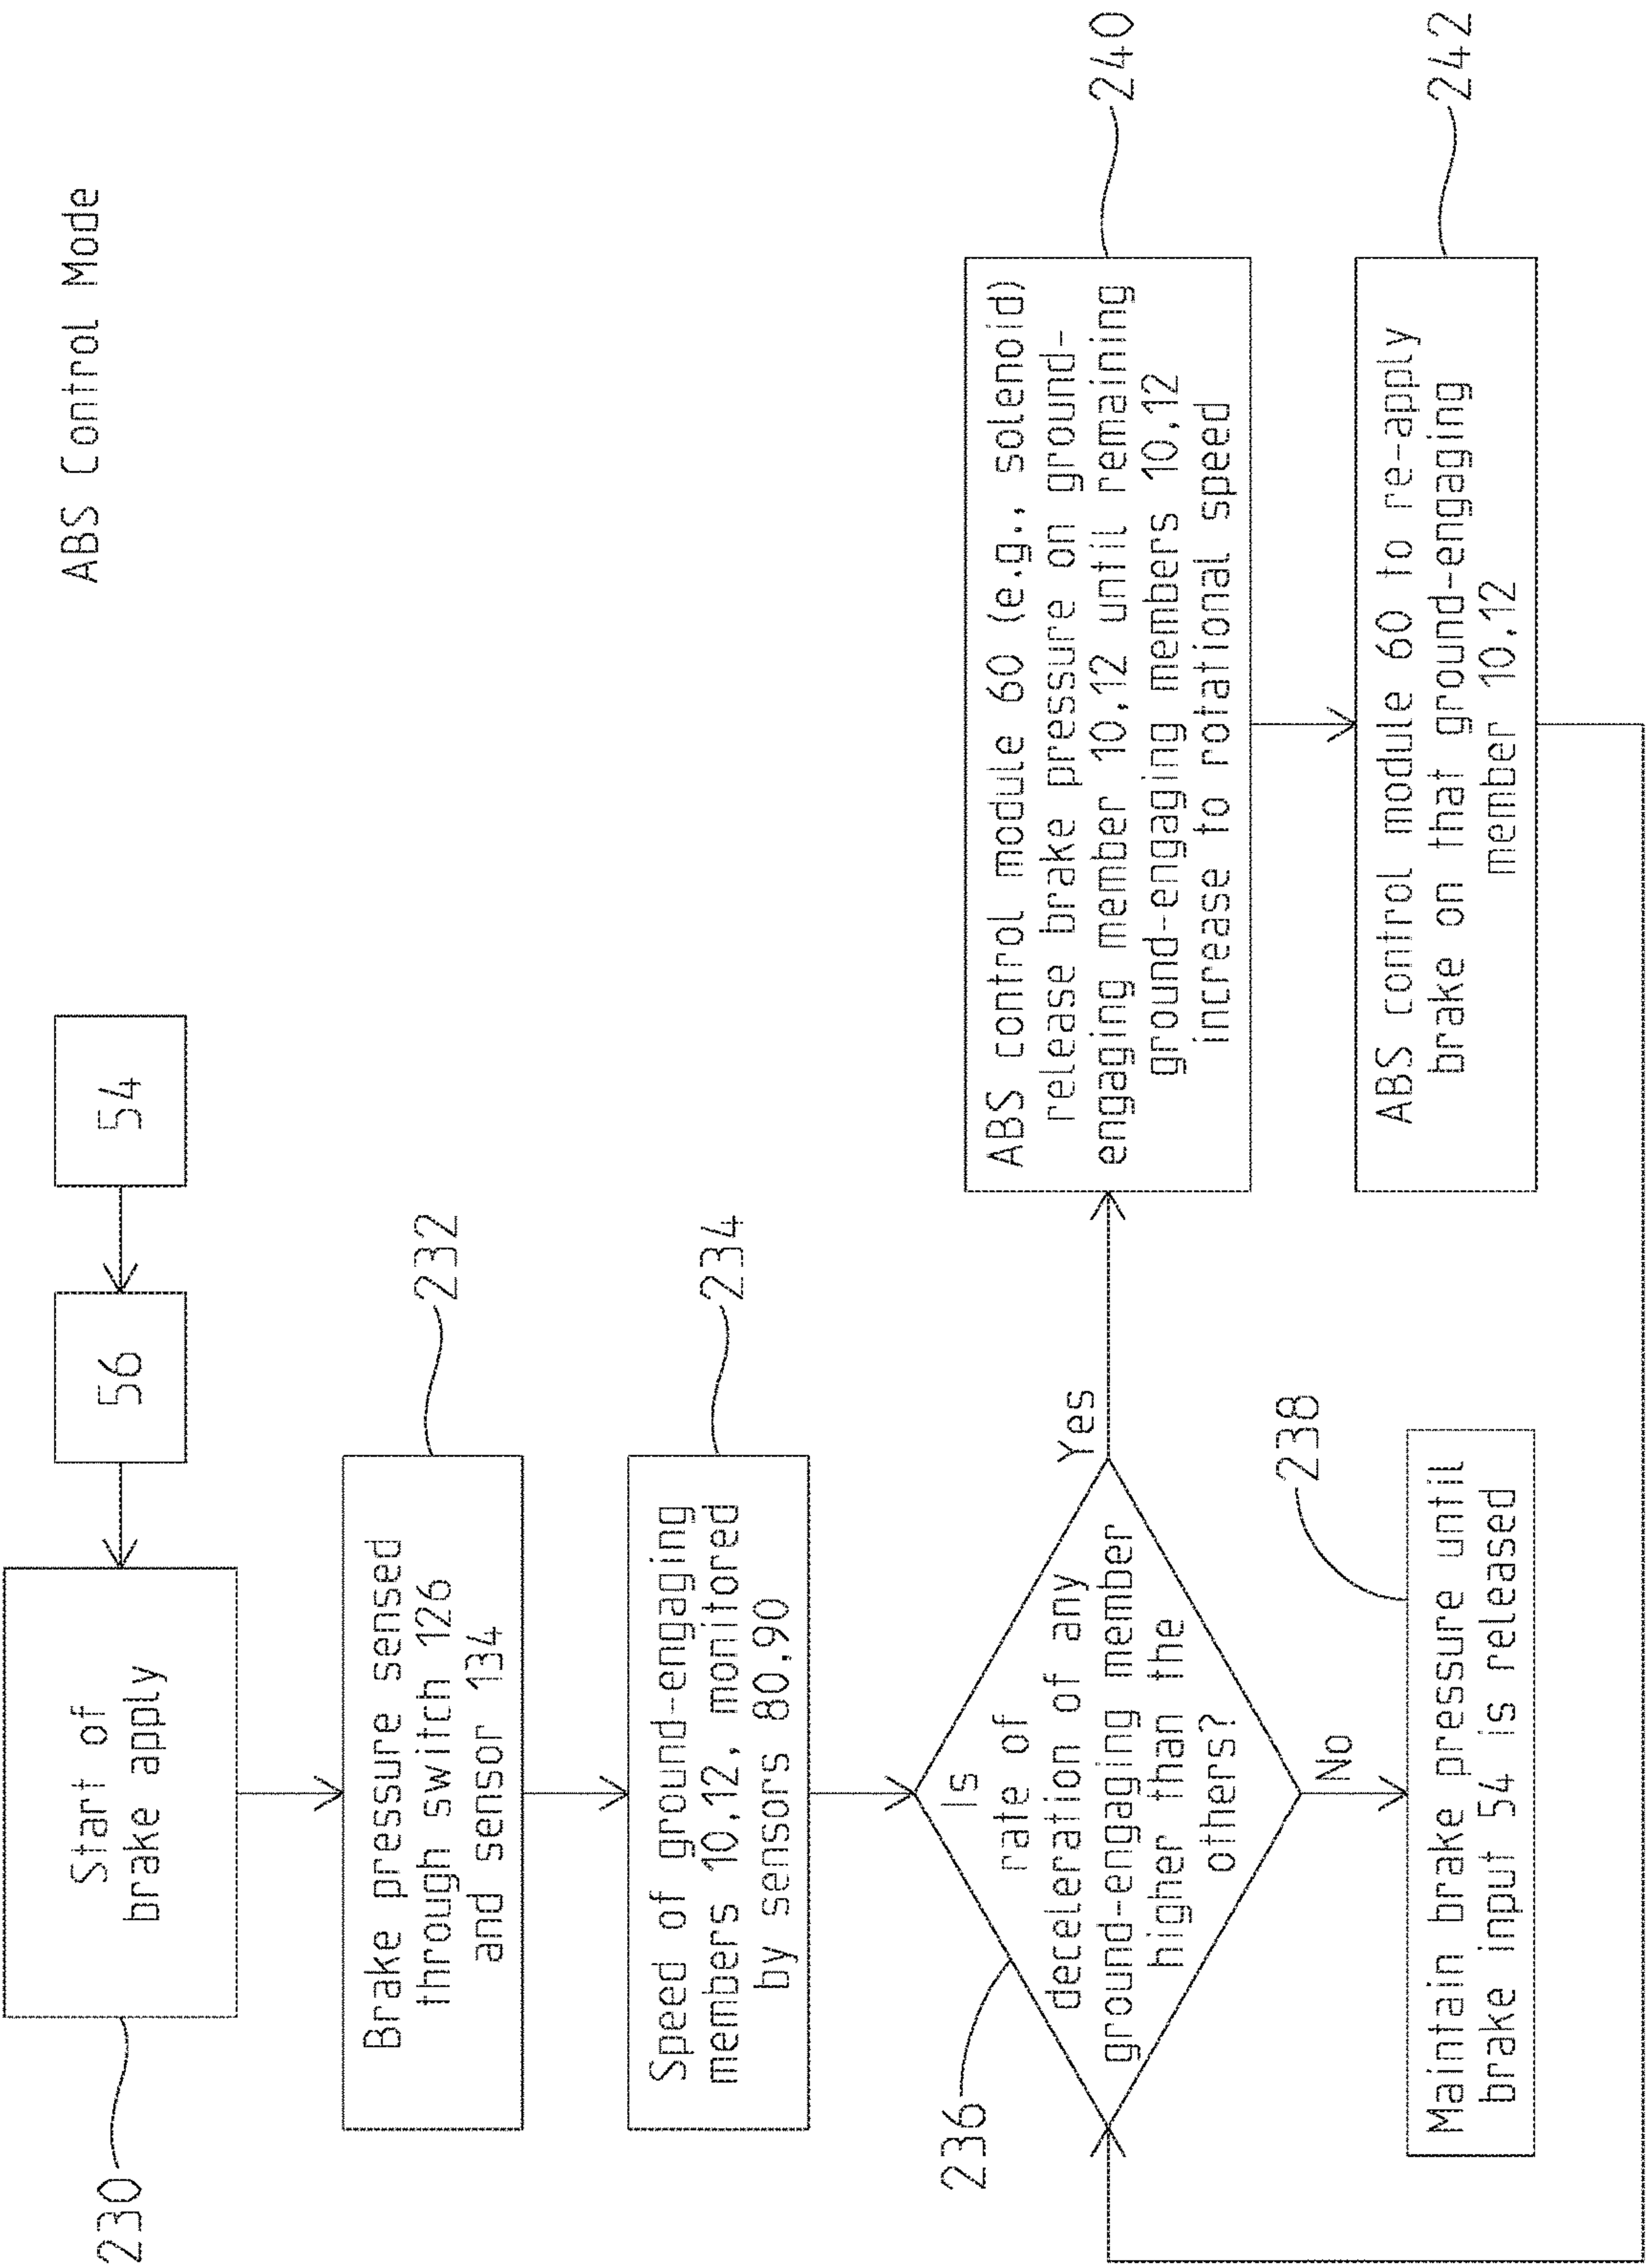 ABS Control Mode
54
56
Start of
brake apply
230
Brake pressure sensed
through switch 126
and sensor 134
232
Speed of ground-engaging
members 10,12, monitored
by sensors 80,90
234
Is
rate of
deceleration of any
ground-engaging member
higher than the
others?
236
Yes
No
Maintain brake pressure until
brake input 54 is released
238
ABS control module 60 (e.g., solenoid)
release brake pressure on ground-
engaging member 10,12 until remaining
ground-engaging members 10,12
increase to rotational speed
240
ABS control module 60 to re-apply
brake on that ground-engaging
member 10,12
242